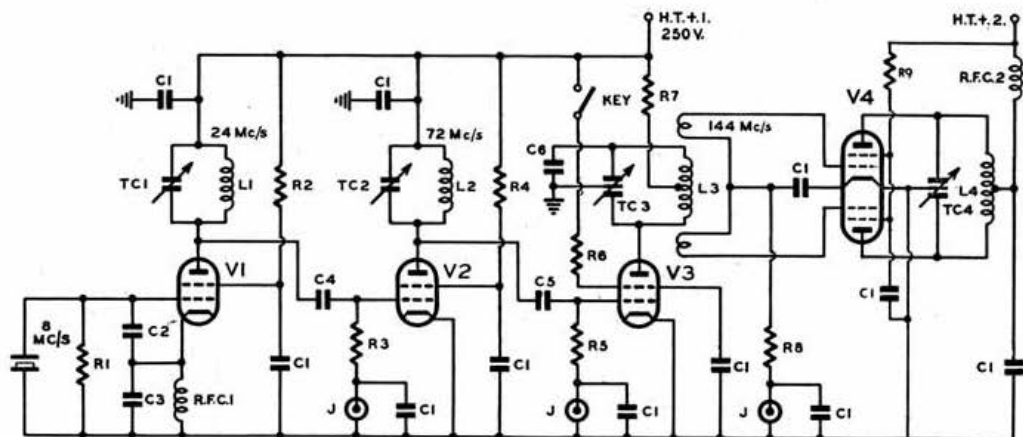 H.T.+.1.
250V.
H.T.+.2.
C1
C1
KEY
R7
R9
R.F.C.2
V4
24 Mc/s
72 Mc/s
144 Mc/s
C6
C1
TC1
L1
R2
TC2
L2
R4
TC3
L3
L4
TC4
V1
V2
R6
V3
C4
C5
8
MC/S
R1
C2
C3
R.F.C.1
C1
R3
J
C1
C1
R5
J
C1
C1
R8
J
C1
C1
C1